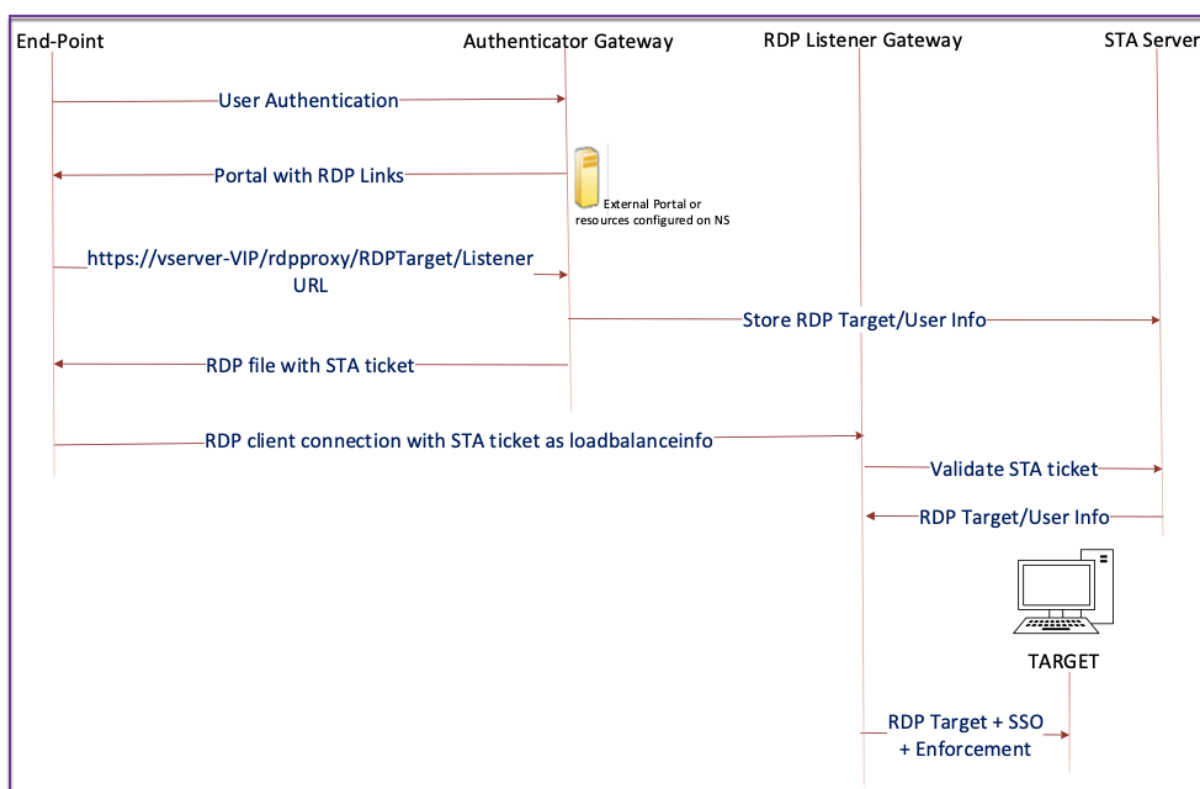 End-Point
Authenticator Gateway
RDP Listener Gateway
STA Server
User Authentication
Portal with RDP Links
External Portal or
resources configured on NS
https://vserver-VIP/rdpproxy/RDPTarget/Listener
URL
Store RDP Target/User Info
RDP file with STA ticket
RDP client connection with STA ticket as loadbalanceinfo
Validate STA ticket
RDP Target/User Info
TARGET
RDP Target + SSO
+ Enforcement